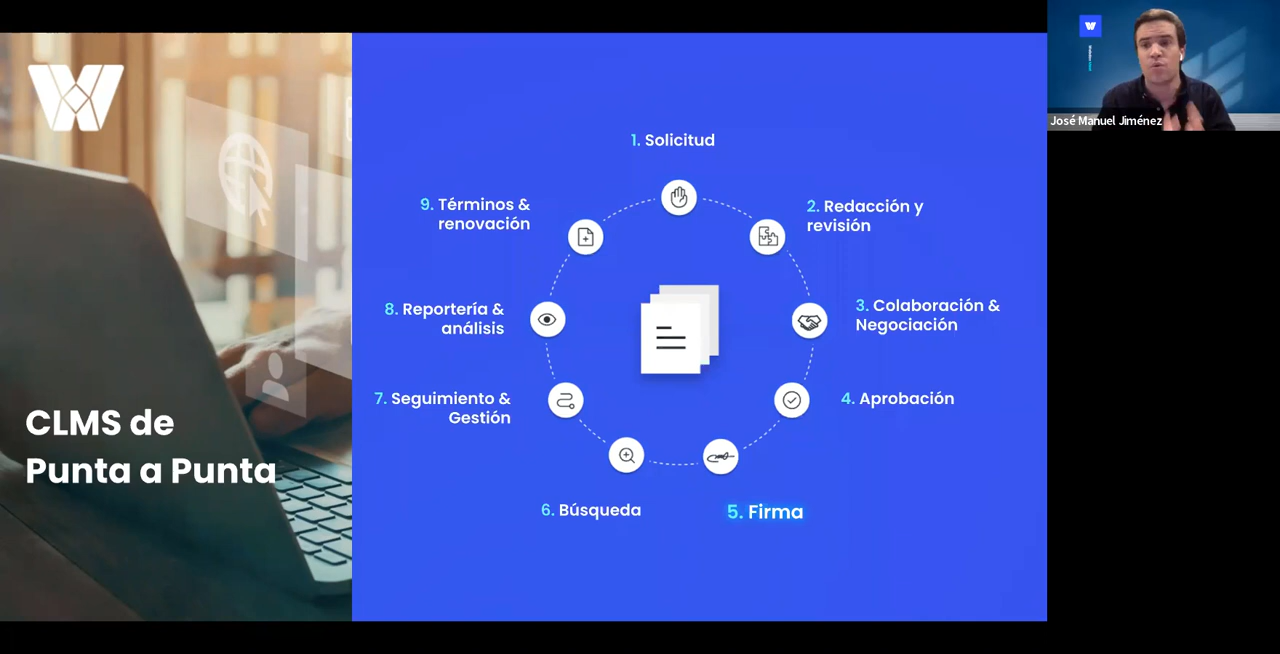 CLMS de
Punta a Punta
1. Solicitud
2. Redacción y
revisión
3. Colaboración &
Negociación
4. Aprobación
5. Firma
6. Búsqueda
7. Seguimiento &
Gestión
8. Reportería &
análisis
9. Términos &
renovación
José Manuel Jiménez